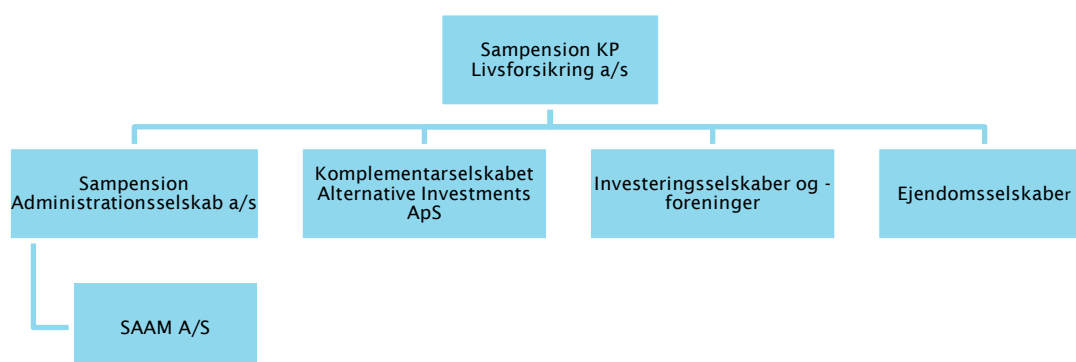 Sampension KP
Livsforsikring a/s
Sampension
Administrationsselskab a/s
Komplementarselskabet
Alternative Investments
ApS
Investeringsselskaber og -
foreninger
Ejendomsselskaber
SAAM A/S